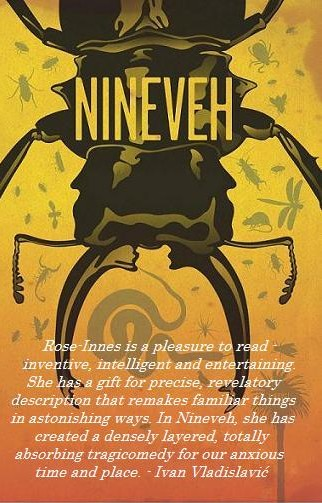 NINEVEH
Rose-Innes is a pleasure to read -
inventive, intelligent and entertaining.
She has a gift for precise, revelatory
description that remakes familiar things
in astonishing ways. In Nineveh, she has
created a densely layered, totally
absorbing tragicomedy for our anxious
time and place. - Ivan Vladislavić